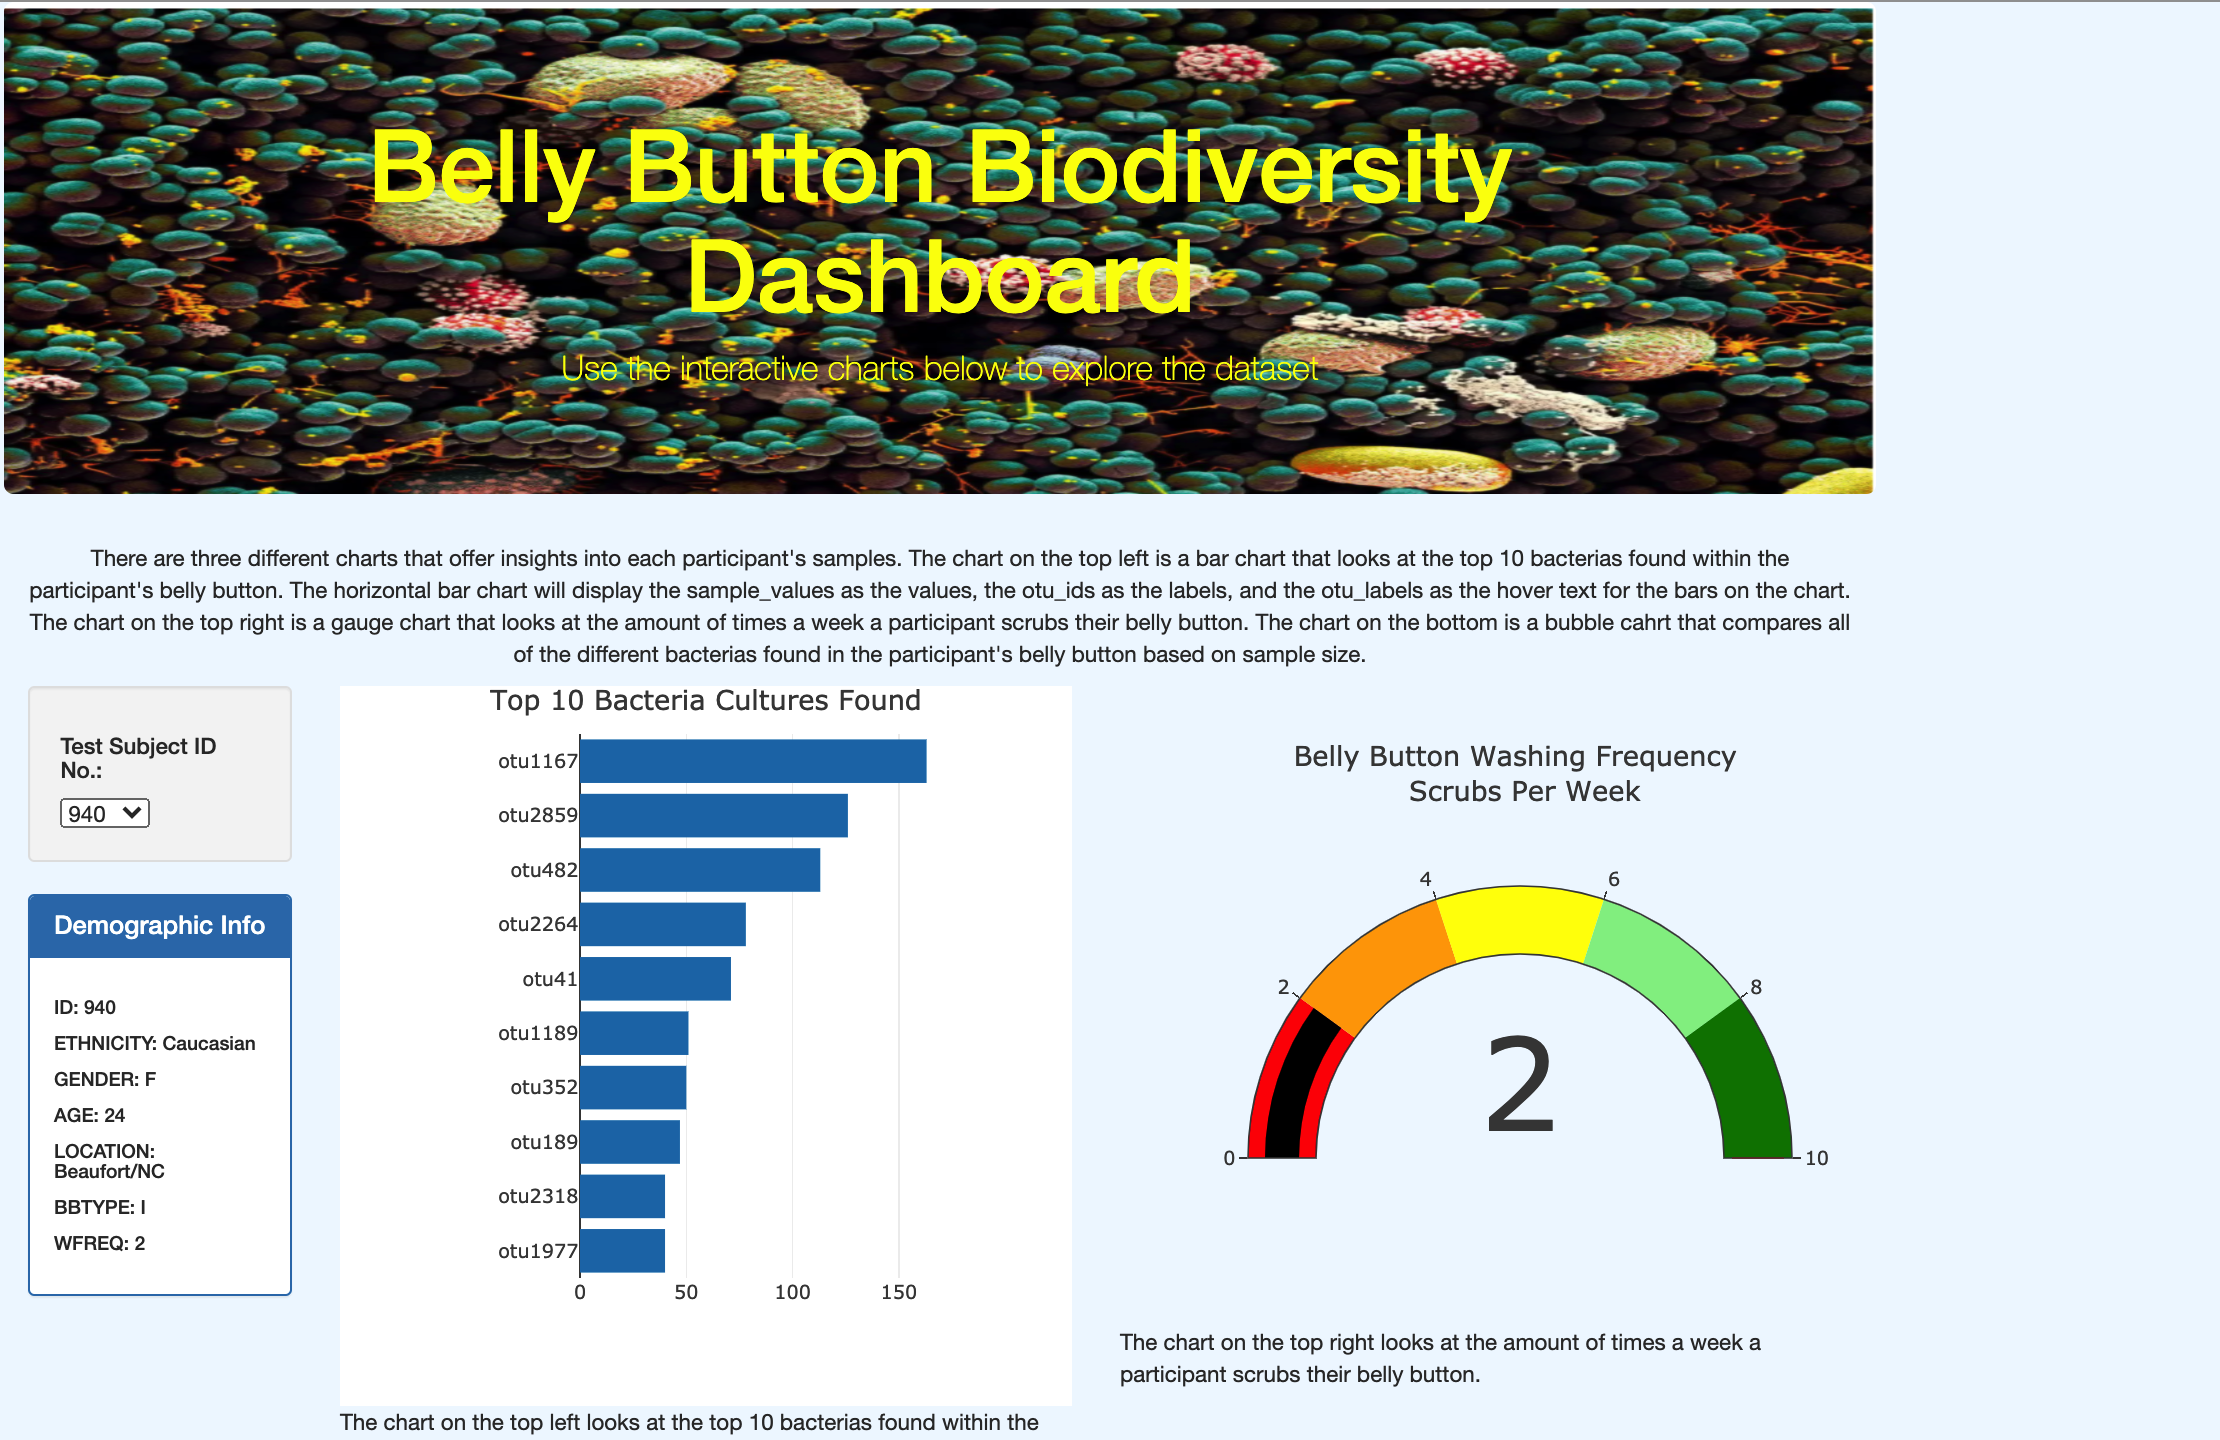 Belly Button Biodiversity
Dashboard
Use the interactive charts below to explore the dataset
There are three different charts that offer insights into each participant's samples. The chart on the top left is a bar chart that looks at the top 10 bacterias found within the
participant's belly button. The horizontal bar chart will display the sample_values as the values, the otu_ids as the labels, and the otu_labels as the hover text for the bars on the chart.
The chart on the top right is a gauge chart that looks at the amount of times a week a participant scrubs their belly button. The chart on the bottom is a bubble cahrt that compares all
of the different bacterias found in the participant's belly button based on sample size.
Test Subject ID
No.:
940
Demographic Info
ID: 940
ETHNICITY: Caucasian
GENDER: F
AGE: 24
LOCATION:
Beaufort/NC
BBTYPE: I
WFREQ: 2
Top 10 Bacteria Cultures Found
otu1167
otu2859
otu482
otu2264
otu41
otu1189
otu352
otu189
otu2318
otu1977
0 50 100 150
The chart on the top left looks at the top 10 bacterias found within the
Belly Button Washing Frequency
Scrubs Per Week
0 2 4 6 8 10
2
The chart on the top right looks at the amount of times a week a
participant scrubs their belly button.